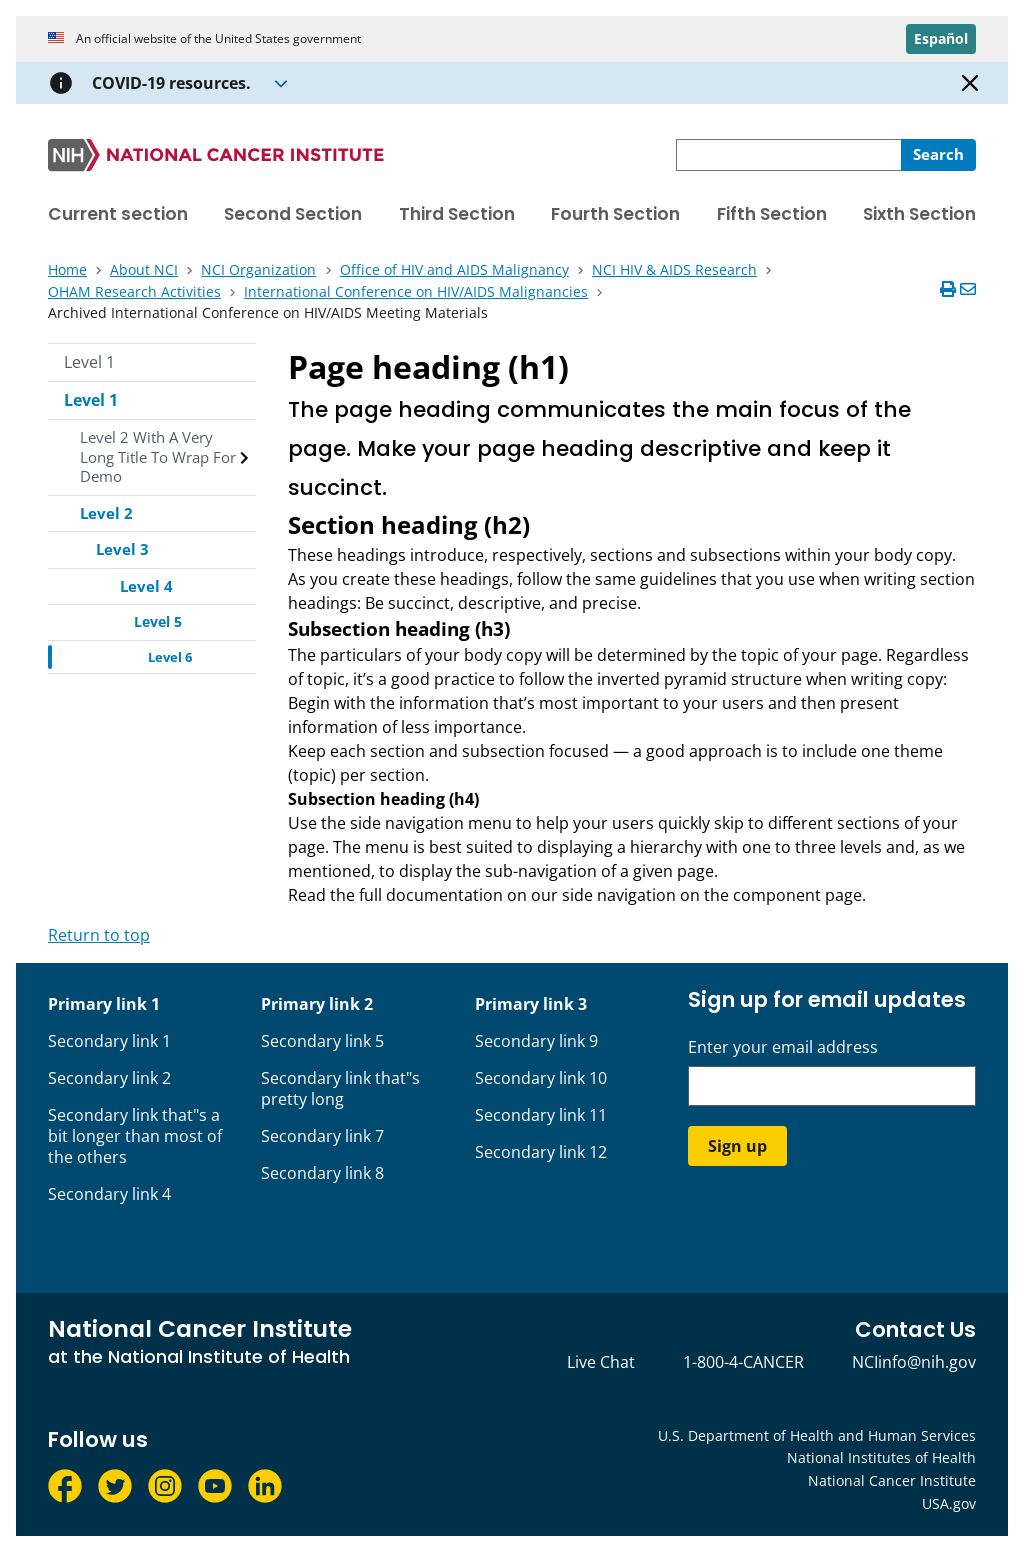 An official website of the United States government
Español
COVID-19 resources.
NIH NATIONAL CANCER INSTITUTE
Search
Current section Second Section Third Section Fourth Section Fifth Section Sixth Section
Home About NCI NCI Organization Office of HIV and AIDS Malignancy NCI HIV & AIDS Research
OHAM Research Activities International Conference on HIV/AIDS Malignancies
Archived International Conference on HIV/AIDS Meeting Materials
Level 1
Level 1
Level 2 With A Very
Long Title To Wrap For
Demo
Level 2
Level 3
Level 4
Level 5
Level 6
Page heading (h1)
The page heading communicates the main focus of the
page. Make your page heading descriptive and keep it
succinct.
Section heading (h2)
These headings introduce, respectively, sections and subsections within your body copy.
As you create these headings, follow the same guidelines that you use when writing section
headings: Be succinct, descriptive, and precise.
Subsection heading (h3)
The particulars of your body copy will be determined by the topic of your page. Regardless
of topic, it’s a good practice to follow the inverted pyramid structure when writing copy:
Begin with the information that’s most important to your users and then present
information of less importance.
Keep each section and subsection focused — a good approach is to include one theme
(topic) per section.
Subsection heading (h4)
Use the side navigation menu to help your users quickly skip to different sections of your
page. The menu is best suited to displaying a hierarchy with one to three levels and, as we
mentioned, to display the sub-navigation of a given page.
Read the full documentation on our side navigation on the component page.
Return to top
Primary link 1
Secondary link 1
Secondary link 2
Secondary link that"s a
bit longer than most of
the others
Secondary link 4
Primary link 2
Secondary link 5
Secondary link that"s
pretty long
Secondary link 7
Secondary link 8
Primary link 3
Secondary link 9
Secondary link 10
Secondary link 11
Secondary link 12
Sign up for email updates
Enter your email address
Sign up
National Cancer Institute
at the National Institute of Health
Contact Us
Live Chat 1-800-4-CANCER NCIinfo@nih.gov
Follow us
U.S. Department of Health and Human Services
National Institutes of Health
National Cancer Institute
USA.gov